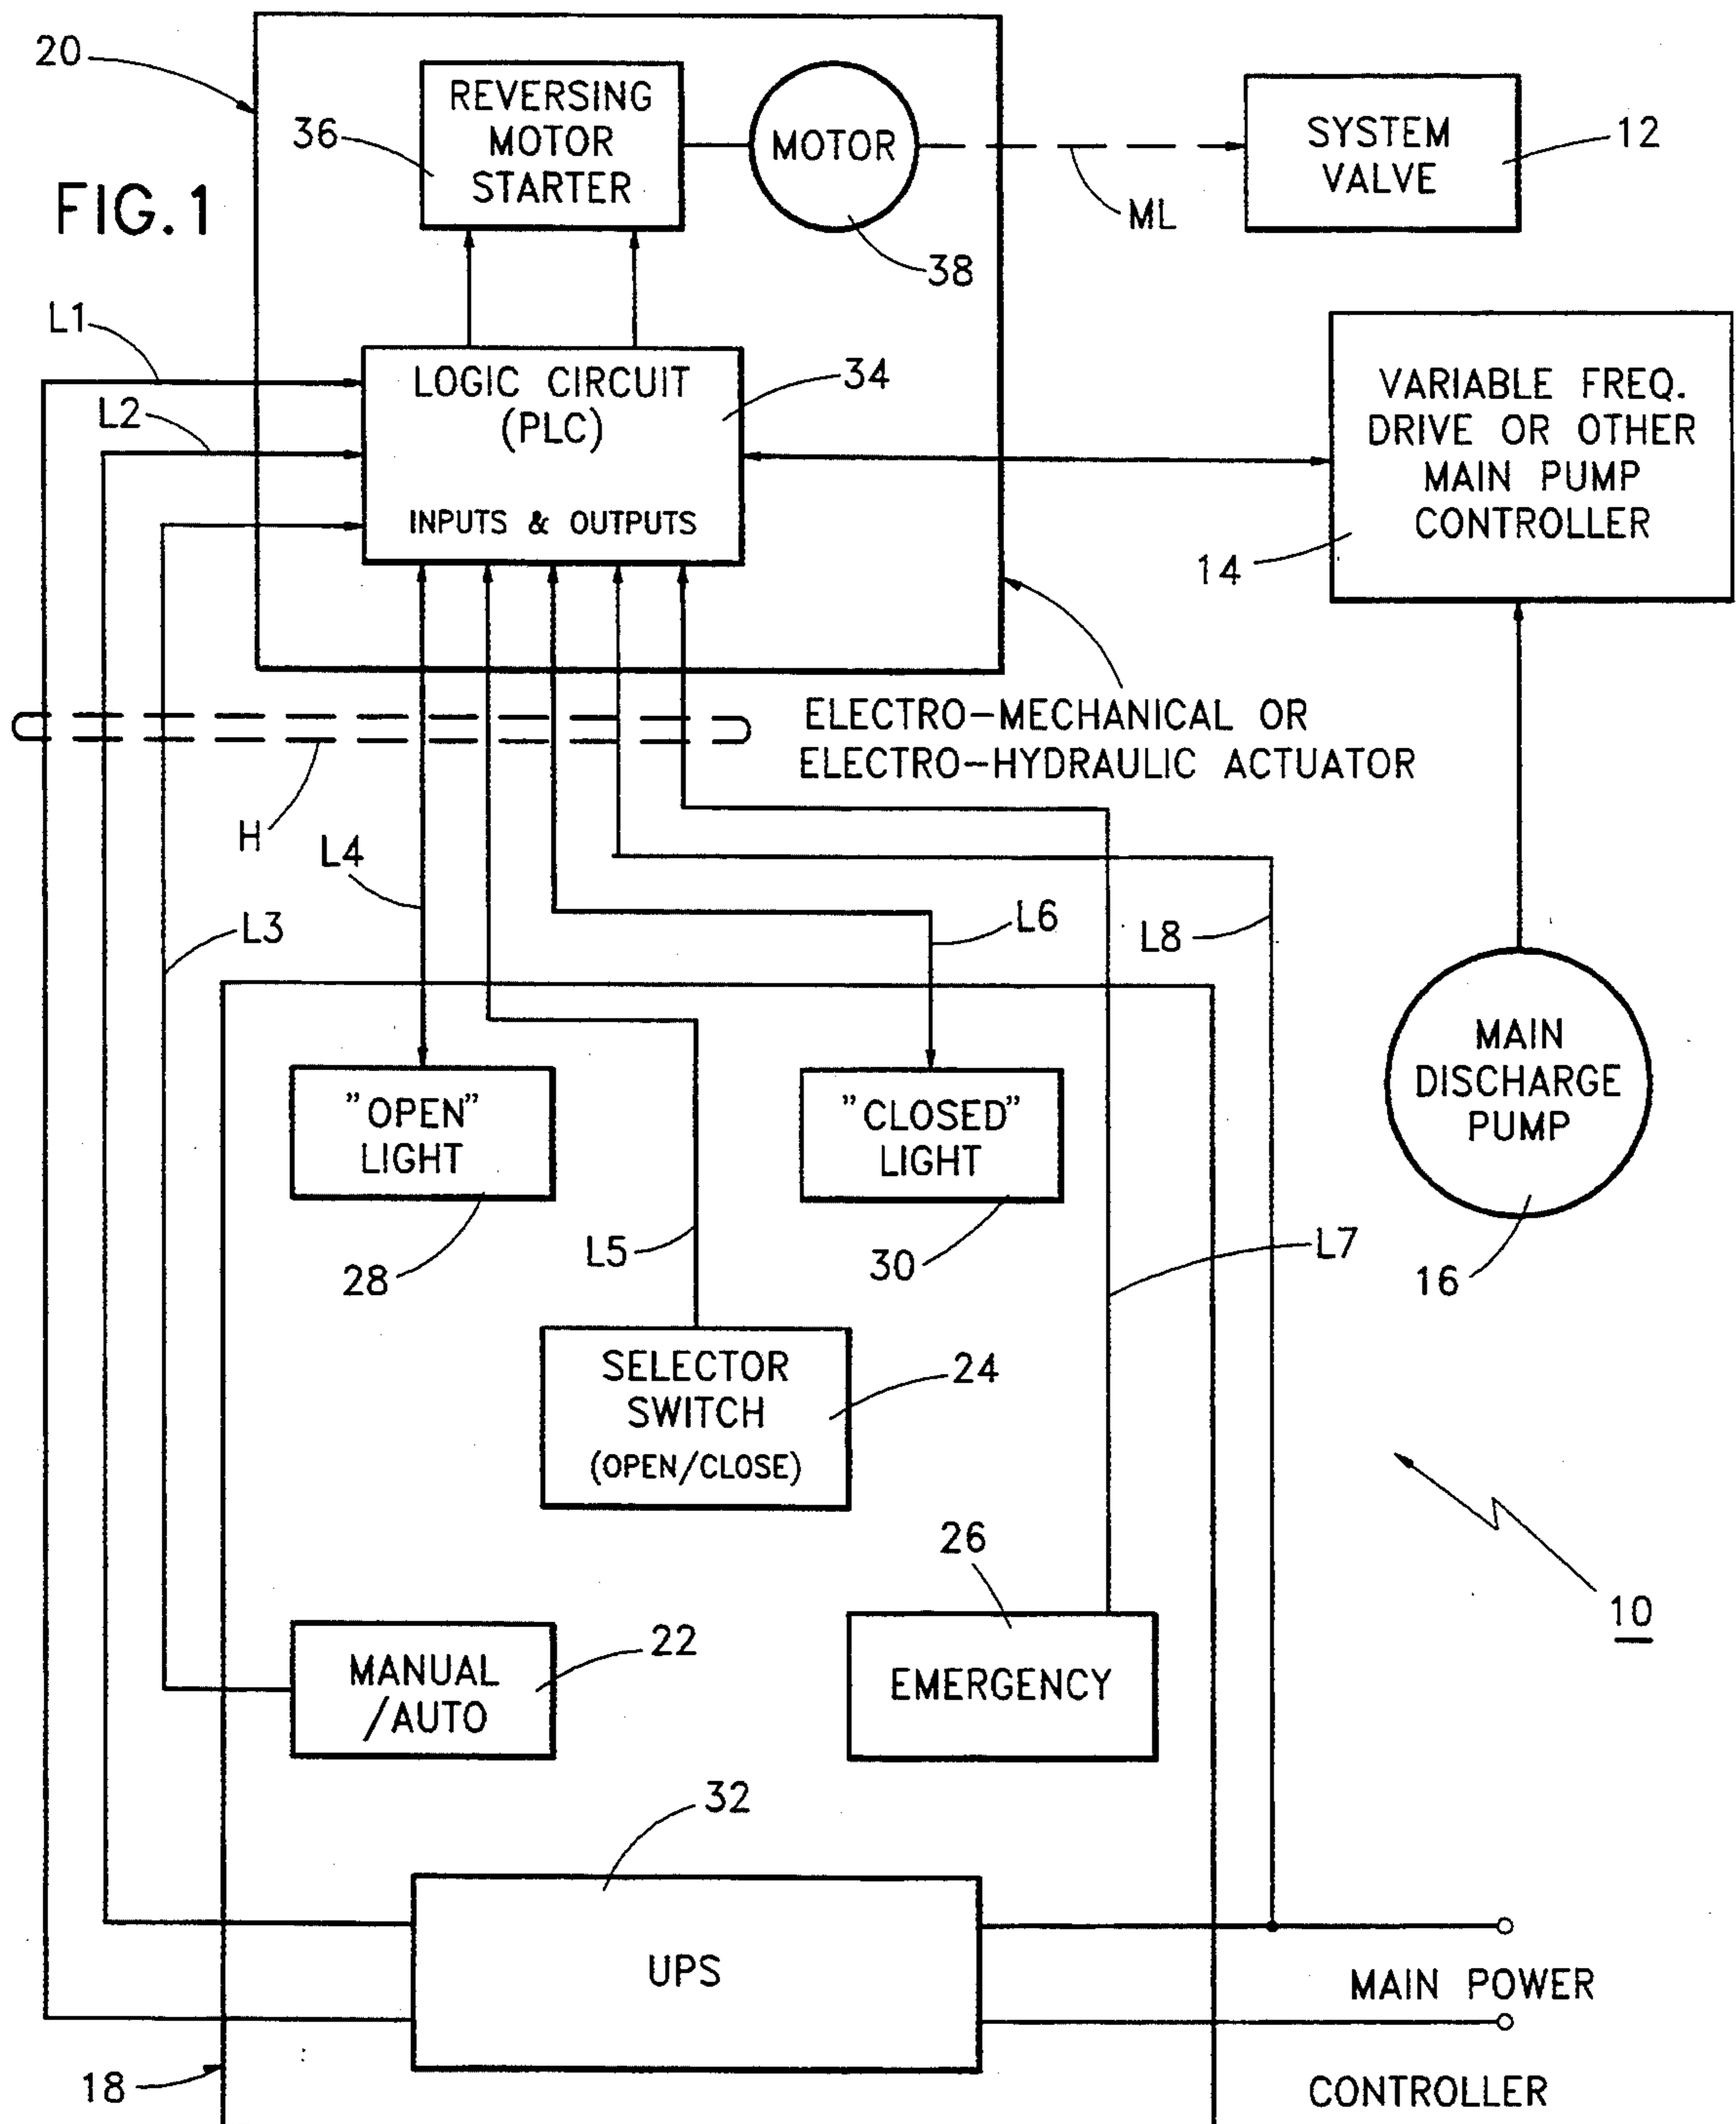 20
REVERSING
MOTOR
STARTER
36
MOTOR
38
ML
SYSTEM
VALVE
12
FIG.1
L1
L2
LOGIC CIRCUIT
(PLC)
INPUTS & OUTPUTS
34
VARIABLE FREQ.
DRIVE OR OTHER
MAIN PUMP
CONTROLLER
14
ELECTRO-MECHANICAL OR
ELECTRO-HYDRAULIC ACTUATOR
H
L4
L3
L6
L8
"OPEN"
LIGHT
28
"CLOSED"
LIGHT
30
MAIN
DISCHARGE
PUMP
16
L5
L7
SELECTOR
SWITCH
(OPEN/CLOSE)
24
26
10
MANUAL
/AUTO
22
EMERGENCY
32
UPS
MAIN POWER
18
CONTROLLER